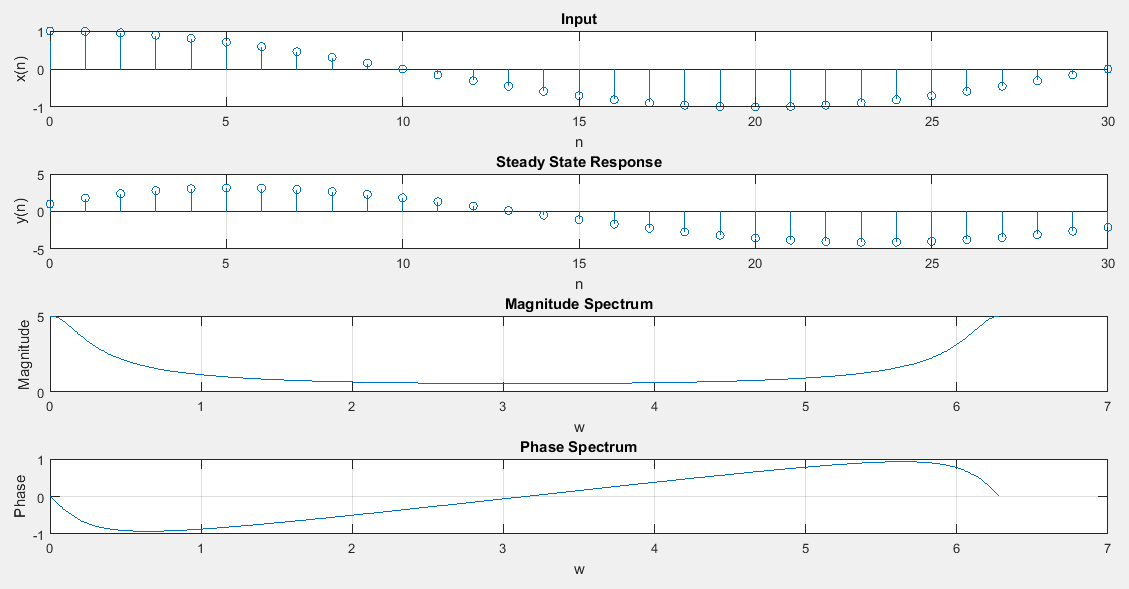 Input
1
0
-1
x(n)
0 5 10 15 20 25 30
n
Steady State Response
5
0
-5
y(n)
0 5 10 15 20 25 30
n
Magnitude Spectrum
5
0
Magnitude
0 1 2 3 4 5 6 7
w
Phase Spectrum
1
0
-1
Phase
0 1 2 3 4 5 6 7
w